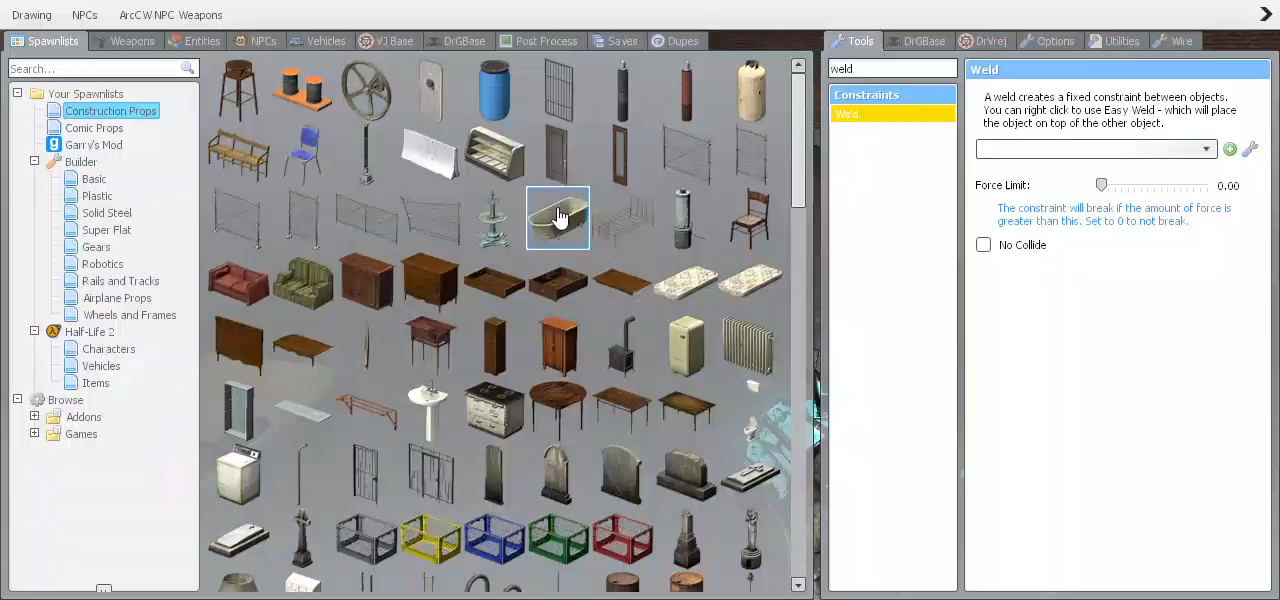 Drawing NPCs ArcCW NPC Weapons
Spawnlists Weapons Entities NPCs Vehicles VJ Base DrGBase Post Process Saves Dupes
Search...
Your Spawnlists
Construction Props
Comic Props
Garry's Mod
Builder
Basic
Plastic
Solid Steel
Super Flat
Gears
Robotics
Rails and Tracks
Airplane Props
Wheels and Frames
Half-Life 2
Characters
Vehicles
Items
Browse
Addons
Games
Tools DrGBase DrVrej Options Utilities Wire
weld
Constraints
Weld
Weld
A weld creates a fixed constraint between objects.
You can right click to use Easy Weld - which will place
the object on top of the other object.
Force Limit: 0.00
The constraint will break if the amount of force is
greater than this. Set to 0 to not break.
No Collide